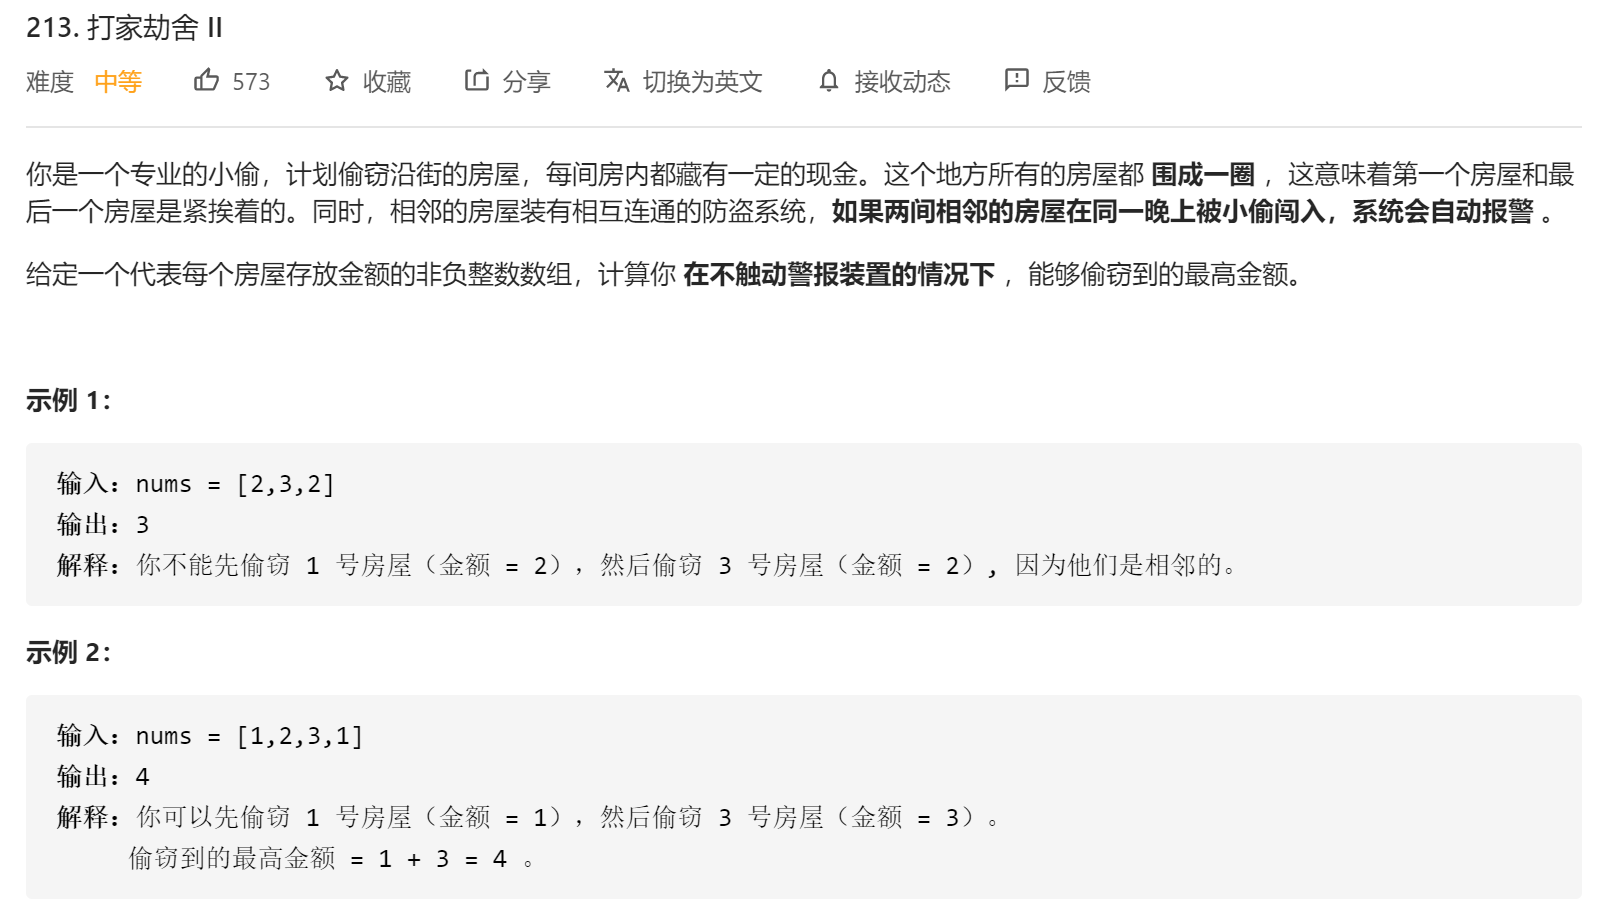 213. 打家劫舍 II
难度 中等 573 收藏 分享 切换为英文 接收动态 反馈
你是一个专业的小偷，计划偷窃沿街的房屋，每间房内都藏有一定的现金。这个地方所有的房屋都 围成一圈 ，这意味着第一个房屋和最
后一个房屋是紧挨着的。同时，相邻的房屋装有相互连通的防盗系统，如果两间相邻的房屋在同一晚上被小偷闯入，系统会自动报警 。
给定一个代表每个房屋存放金额的非负整数数组，计算你 在不触动警报装置的情况下 ，能够偷窃到的最高金额。
示例 1：
输入：nums = [2,3,2]
输出：3
解释：你不能先偷窃 1 号房屋（金额 = 2），然后偷窃 3 号房屋（金额 = 2）, 因为他们是相邻的。
示例 2：
输入：nums = [1,2,3,1]
输出：4
解释：你可以先偷窃 1 号房屋（金额 = 1），然后偷窃 3 号房屋（金额 = 3）。
偷窃到的最高金额 = 1 + 3 = 4 。